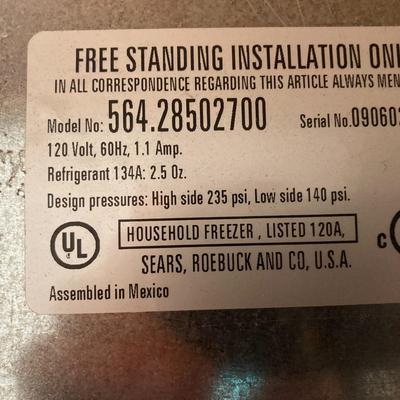 FREE STANDING INSTALLATION ONL
IN ALL CORRESPONDENCE REGARDING THIS ARTICLE ALWAYS MEN
Model No: 564.28502700 Serial No.09060
120 Volt, 60Hz, 1.1 Amp.
Refrigerant 134A: 2.5 Oz.
Design pressures: High side 235 psi, Low side 140 psi.
UL HOUSEHOLD FREEZER , LISTED 120A, C
SEARS, ROEBUCK AND CO, U.S.A.
Assembled in Mexico